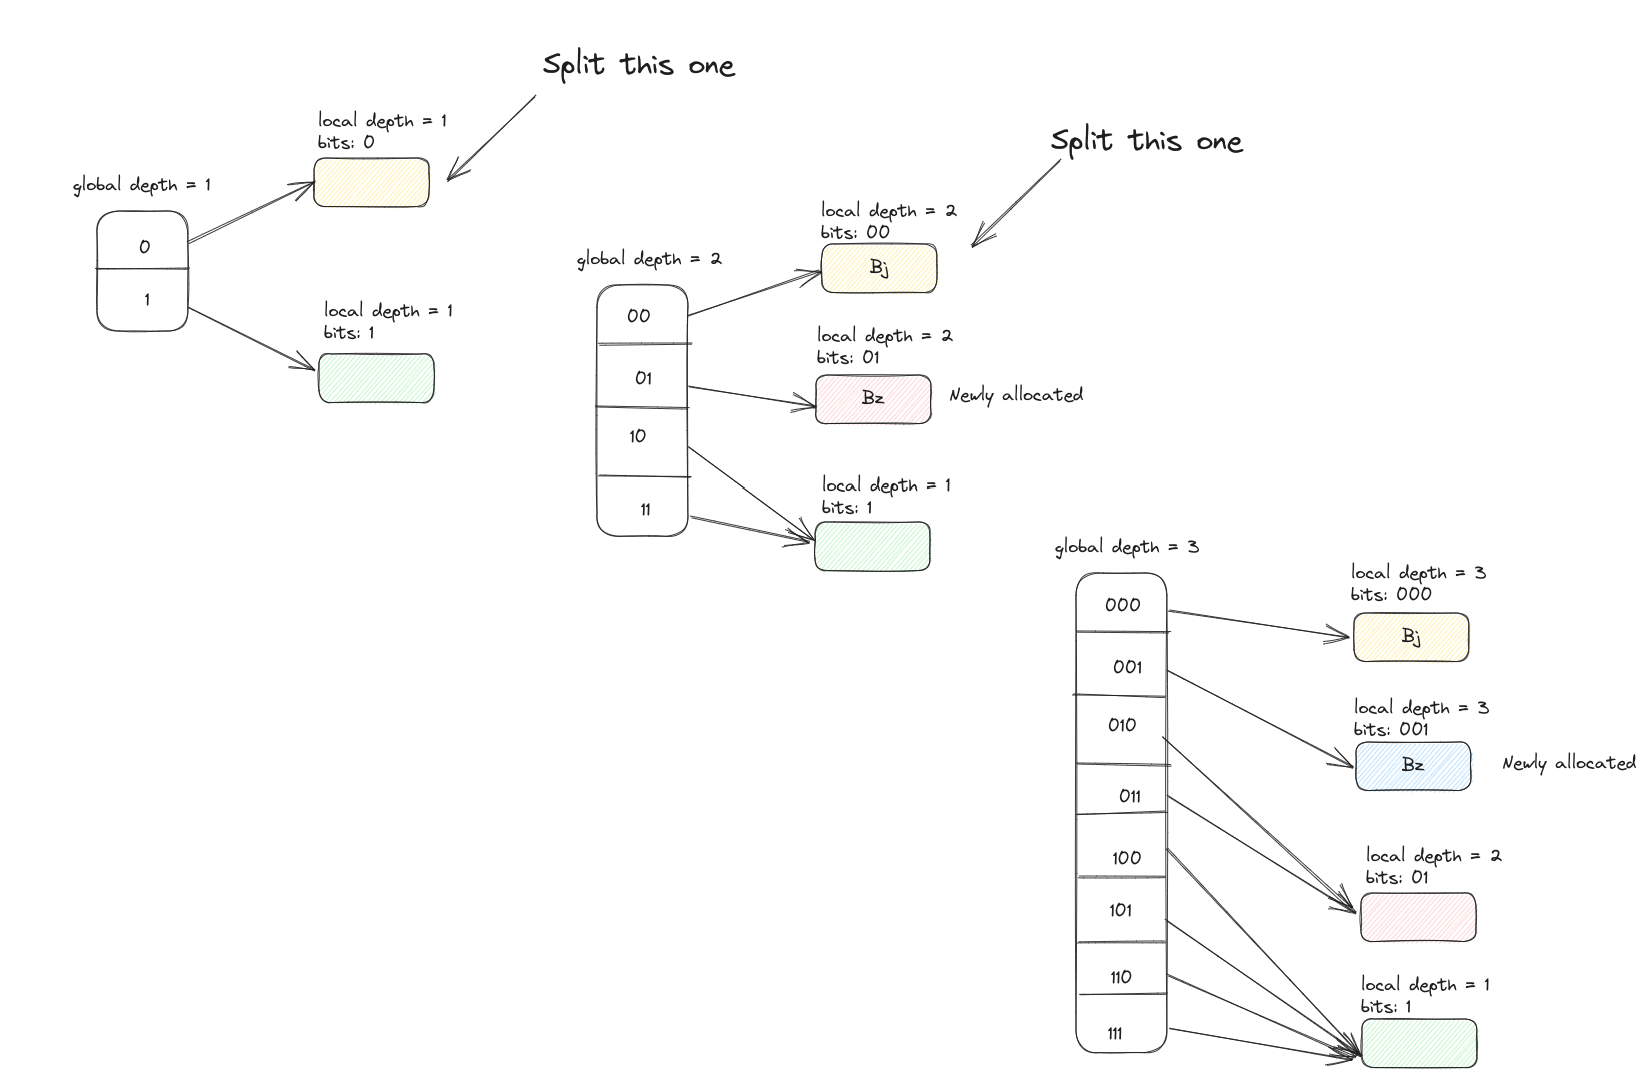 Split this one
local depth = 1
bits: 0
global depth = 1
0
1
local depth = 1
bits: 1
Split this one
local depth = 2
bits: 00
Bj
global depth = 2
00
01
10
11
local depth = 2
bits: 01
Bz
Newly allocated
local depth = 1
bits: 1
global depth = 3
000
001
010
011
100
101
110
111
local depth = 3
bits: 000
Bj
local depth = 3
bits: 001
Bz
Newly allocated
local depth = 2
bits: 01
local depth = 1
bits: 1